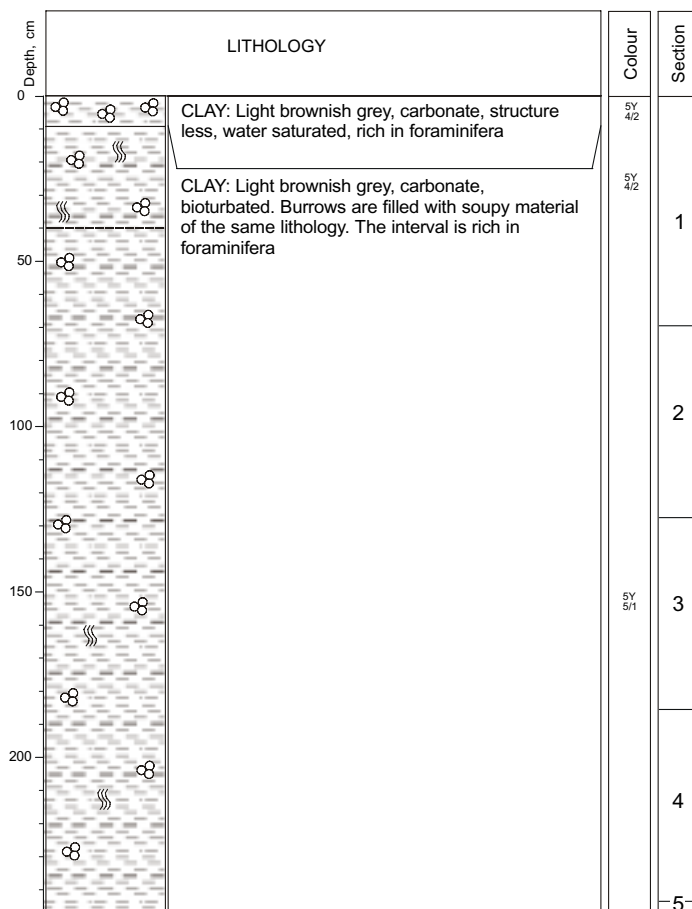 Depth, cm
LITHOLOGY
Colour
Section
0
CLAY: Light brownish grey, carbonate, structure
less, water saturated, rich in foraminifera
5Y
4/2
CLAY: Light brownish grey, carbonate,
bioturbated. Burrows are filled with soupy material
of the same lithology. The interval is rich in
foraminifera
5Y
4/2
1
50
2
100
150
5Y
5/1
3
200
4
5